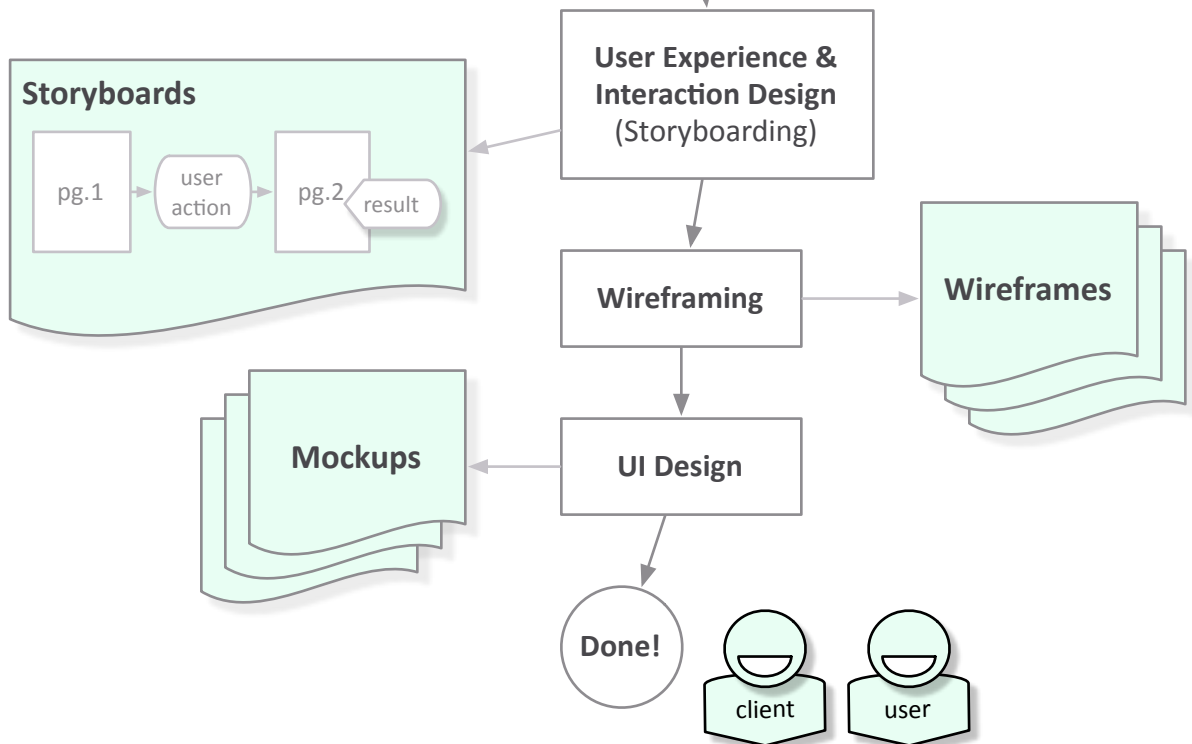 User Experience &
Interaction Design
(Storyboarding)
Storyboards
pg.1
user
action
pg.2
result
Wireframing
Wireframes
Mockups
UI Design
Done!
client
user